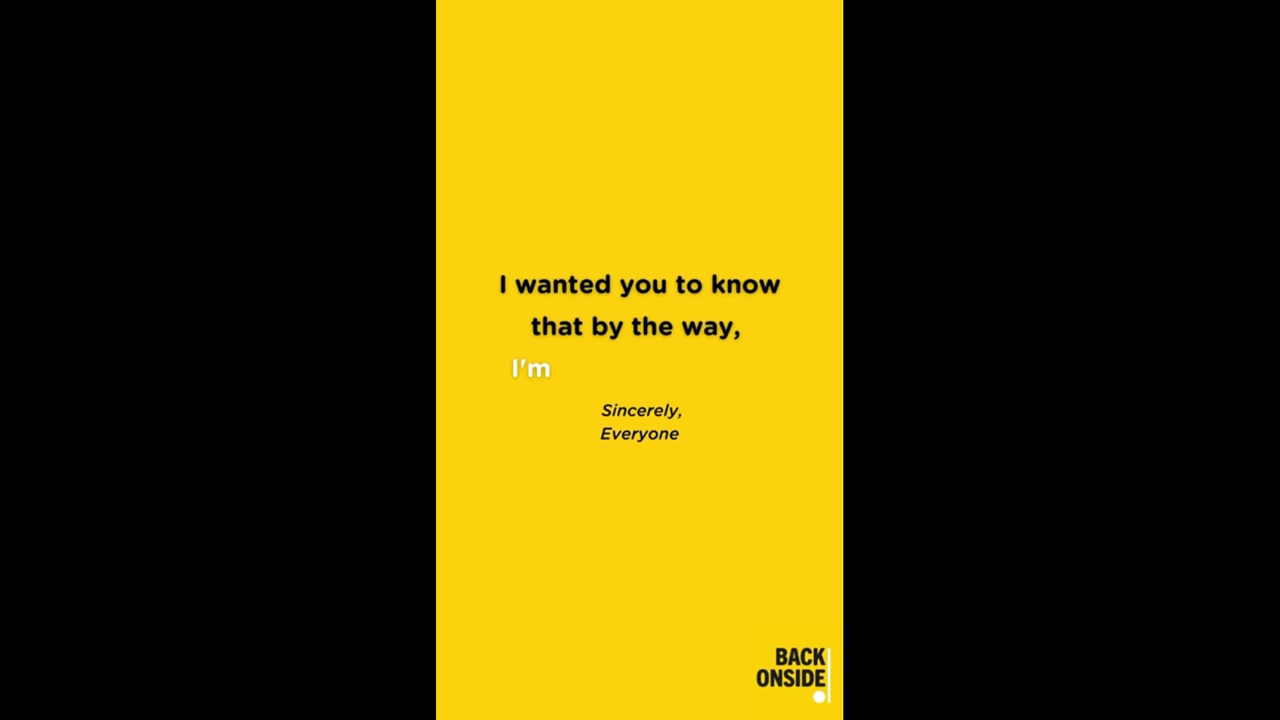 I wanted you to know
that by the way,
I'm
Sincerely,
Everyone
BACK
ONSIDE